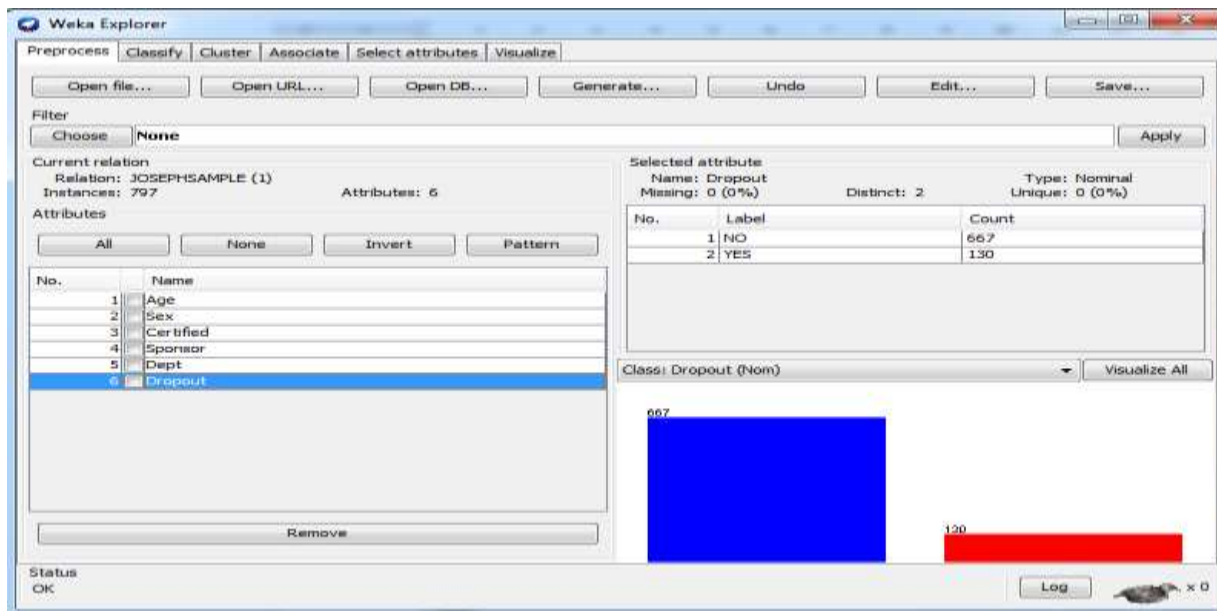 Weka Explorer
Preprocess Classify Cluster Associate Select attributes Visualize
Open file... Open URL... Open DB... Generate... Undo Edit... Save...
Filter
Choose None Apply
Current relation
Relation: JOSEPHSAMPLE (1)
Instances: 797 Attributes: 6
Attributes
All None Invert Pattern
No. Name
1 Age
2 Sex
3 Certified
4 Sponsor
5 Dept
6 Dropout
Remove
Selected attribute
Name: Dropout Type: Nominal
Missing: 0 (0%) Distinct: 2 Unique: 0 (0%)
No. Label Count
1 NO 667
2 YES 130
Class: Dropout (Nom) Visualize All
667
130
Status
OK
Log x 0